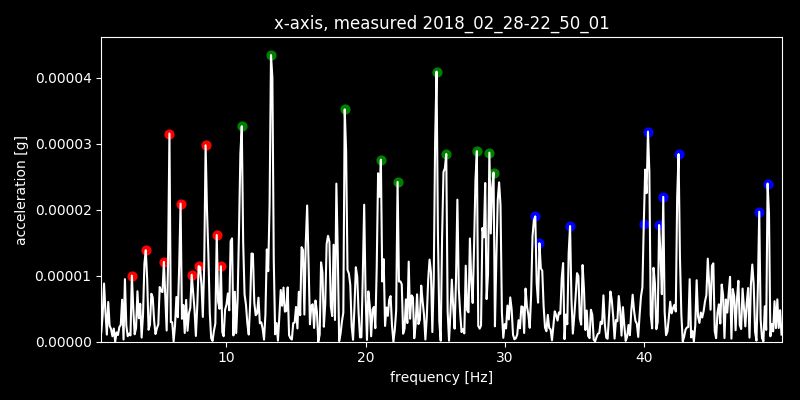 x-axis, measured 2018_02_28-22_50_01
acceleration [g]
0.00004
0.00003
0.00002
0.00001
0.00000
10 20 30 40
frequency [Hz]